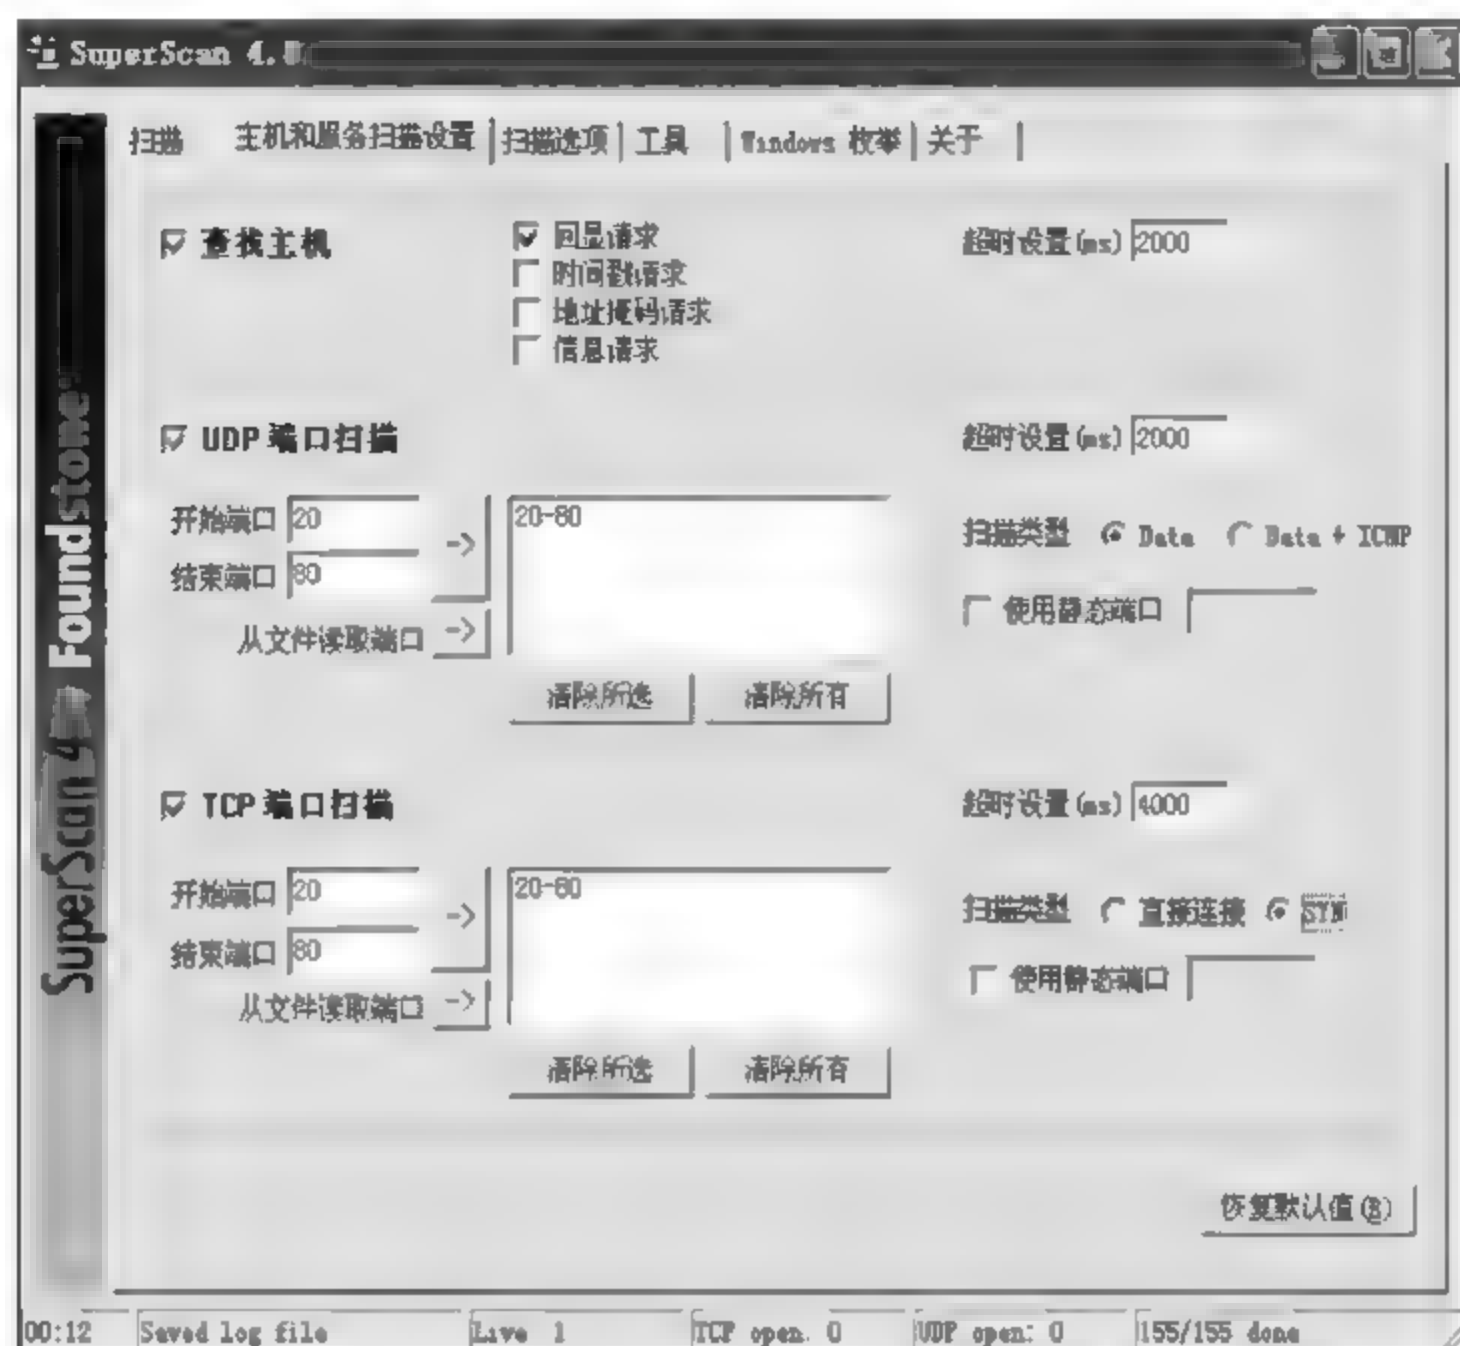 SuperScan 4.0
扫描 主机和服务扫描设置 扫描选项 工具 Windows 枚举 关于
查找主机 回显请求 超时设置(ms) 2000
时间戳请求
地址掩码请求
信息请求
UDP 端口扫描 超时设置(ms) 2000
开始端口 20 -> 20-80 扫描类型 Data Data + ICMP
结束端口 80
使用静态端口
从文件读取端口 ->
清除所选 清除所有
TCP 端口扫描 超时设置(ms) 4000
开始端口 20 -> 20-80 扫描类型 直接连接 SYN
结束端口 80
使用静态端口
从文件读取端口 ->
清除所选 清除所有
恢复默认值(R)
SuperScan 4 Foundstone
00:12 Saved log file Live 1 TCP open. 0 UDP open: 0 155/155 done